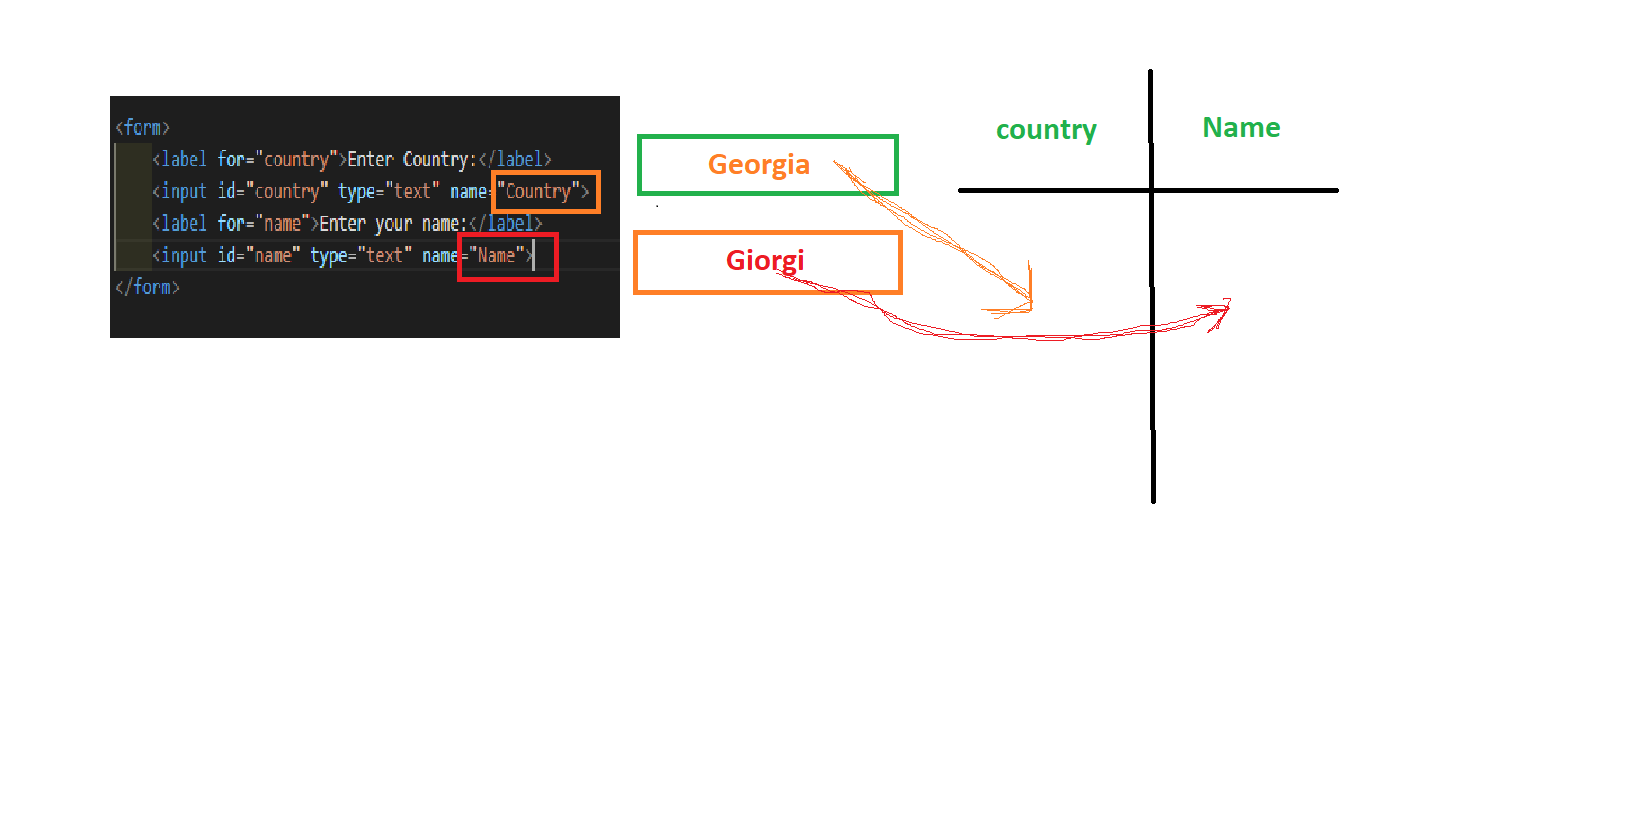 <form>
<label for="country">Enter Country:</label>
<input id="country" type="text" name="Country">
<label for="name">Enter your name:</label>
<input id="name" type="text" name="Name">
</form>
Georgia
Giorgi
country
Name